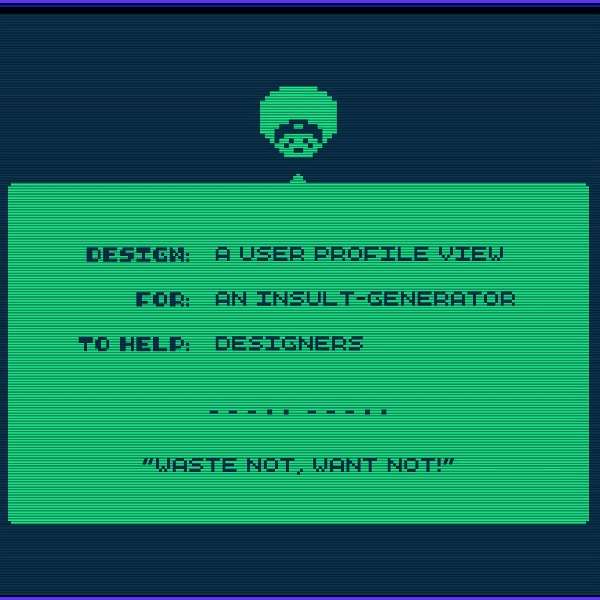 DESIGN: A USER PROFILE VIEW
FOR: AN INSULT-GENERATOR
TO HELP: DESIGNERS
---:: ---::
"WASTE NOT, WANT NOT!"